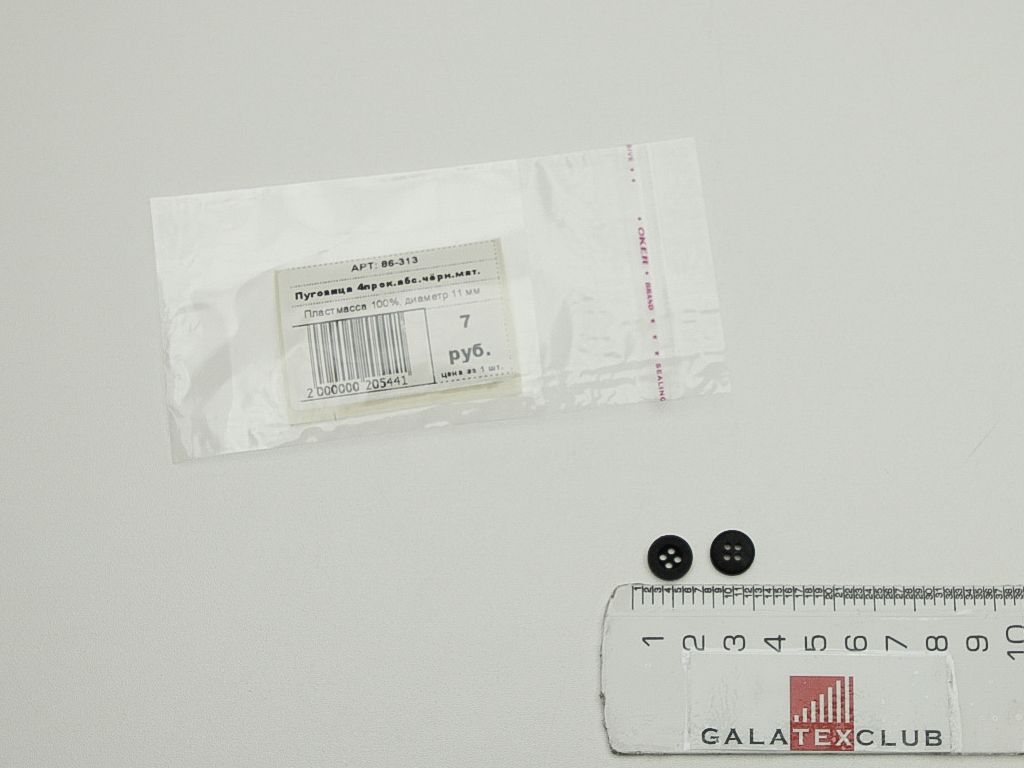 АРТ: 86-313
Пуговица 4прок.абс.чёрн.мат.
Пластмасса 100%, диаметр 11 мм
7
руб.
цена за 1 шт.
2 000000 205441
OKER • BRAND
SEALING
1 2 3 4 5 6 7 8 9 10
GALATEXCLUB